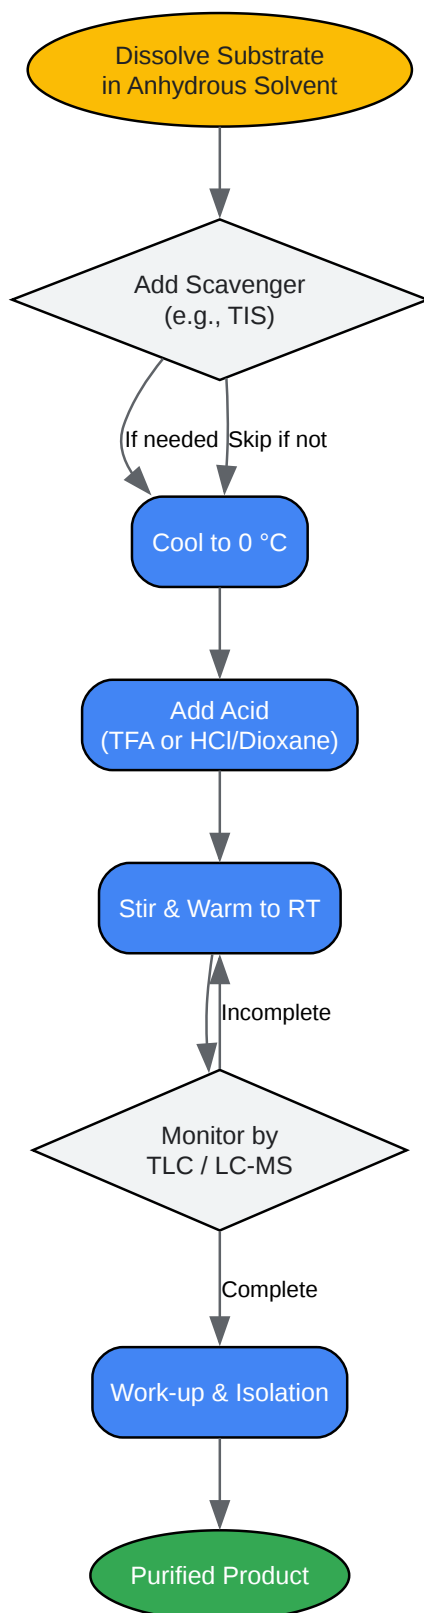 Dissolve Substrate
in Anhydrous Solvent
Add Scavenger
(e.g., TIS)
If needed
Skip if not
Cool to 0 °C
Add Acid
(TFA or HCl/Dioxane)
Stir & Warm to RT
Incomplete
Monitor by
TLC / LC-MS
Complete
Work-up & Isolation
Purified Product